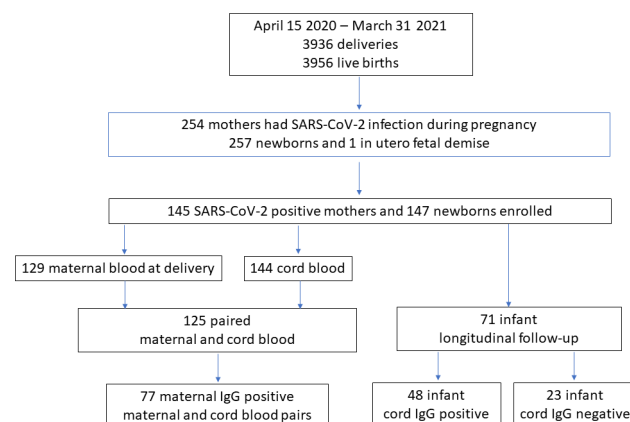 April 15 2020 – March 31 2021
3936 deliveries
3956 live births
254 mothers had SARS-CoV-2 infection during pregnancy
257 newborns and 1 in utero fetal demise
145 SARS-CoV-2 positive mothers and 147 newborns enrolled
129 maternal blood at delivery
144 cord blood
125 paired
maternal and cord blood
71 infant
longitudinal follow-up
77 maternal IgG positive
maternal and cord blood pairs
48 infant
cord IgG positive
23 infant
cord IgG negative